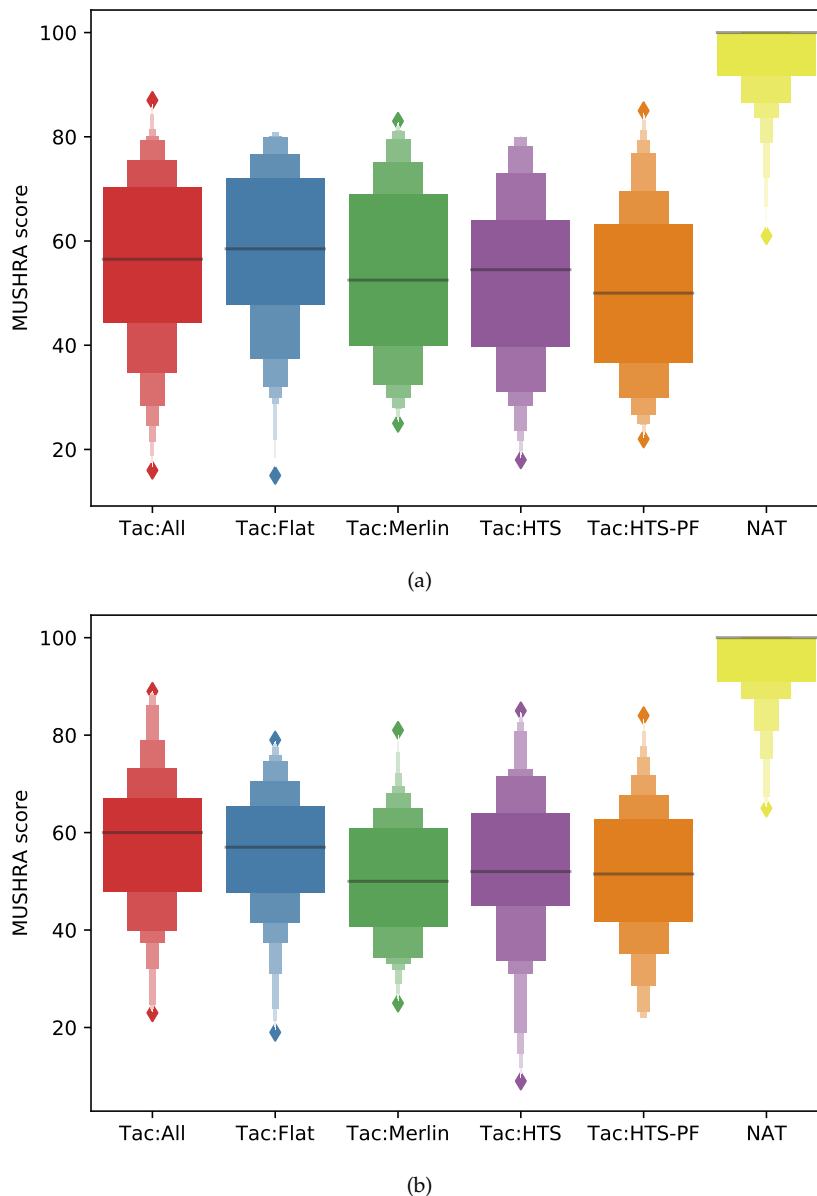 100
80
60
40
20
MUSHRA score
Tac:All Tac:Flat Tac:Merlin Tac:HTS Tac:HTS-PF NAT
(a)
100
80
60
40
20
MUSHRA score
Tac:All Tac:Flat Tac:Merlin Tac:HTS Tac:HTS-PF NAT
(b)